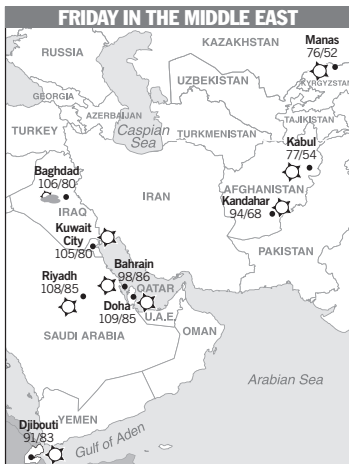 FRIDAY IN THE MIDDLE EAST
KAZAKHSTAN
Manas
76/52
RUSSIA
UZBEKISTAN
KYRGYZSTAN
GEORGIA
AZERBAIJAN
TAJIKISTAN
TURKEY
Caspian
Sea
TURKMENISTAN
Kabul
77/54
Baghdad
106/80
IRAN
AFGHANISTAN
Kandahar
94/68
IRAQ
Kuwait
City
105/80
PAKISTAN
Bahrain
98/86
Riyadh
108/85
QATAR
Doha
109/85
U.A.E.
OMAN
SAUDI ARABIA
Arabian Sea
YEMEN
Djibouti
91/83
Gulf of Aden